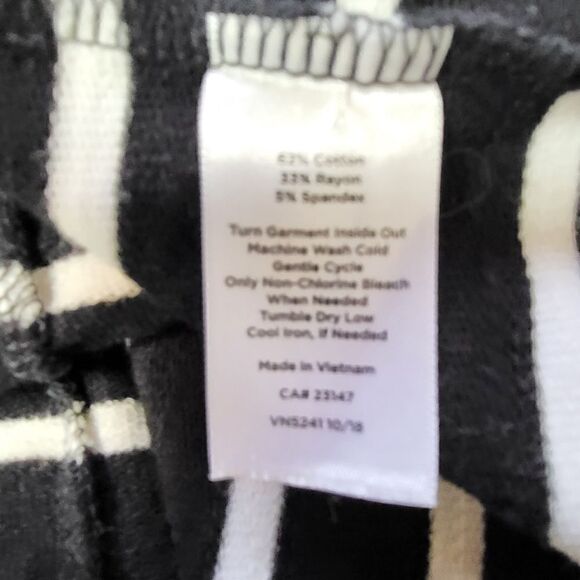 62% Cotton
33% Rayon
5% Spandex
Turn Garment Inside Out
Machine Wash Cold
Gentle Cycle
Only Non-Chlorine Bleach
When Needed
Tumble Dry Low
Cool Iron, If Needed
Made in Vietnam
CA# 23147
VN5241 10/18